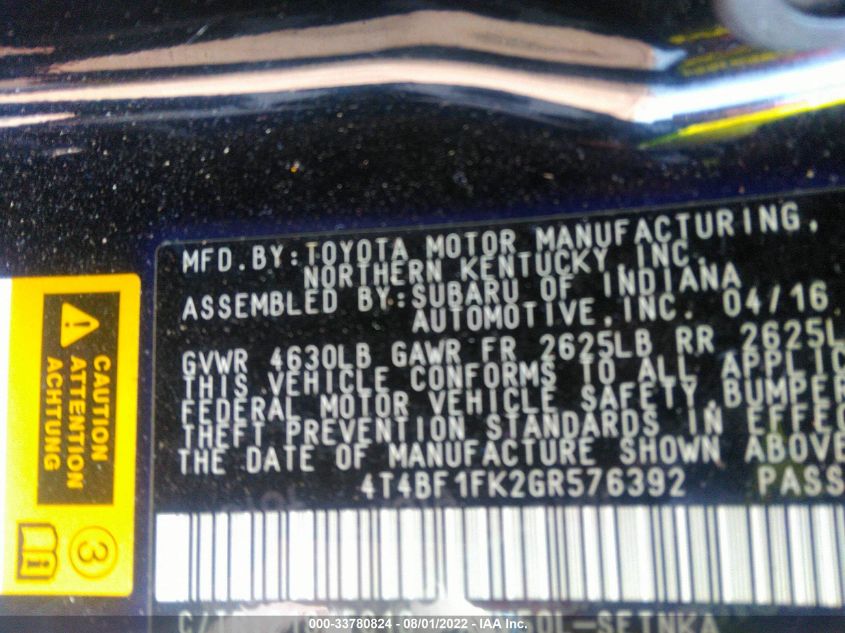 MFD.BY:TOYOTA MOTOR MANUFACTURING,
NORTHERN KENTUCKY, INC.
ASSEMBLED BY:SUBARU OF INDIANA
AUTOMOTIVE,INC. 04/16
GVWR 4630LB GAWR FR 2625LB RR 2625L
THIS VEHICLE CONFORMS TO ALL APPLIC
FEDERAL MOTOR VEHICLE SAFETY,BUMPER
THEFT PREVENTION STANDARDS IN EFFEC
THE DATE OF MANUFACTURE SHOWN ABOVE
4T4BF1FK2GR576392 PASS
CAUTION
ATTENTION
ACHTUNG
3
000-33780824 - 08/01/2022 - IAA Inc.